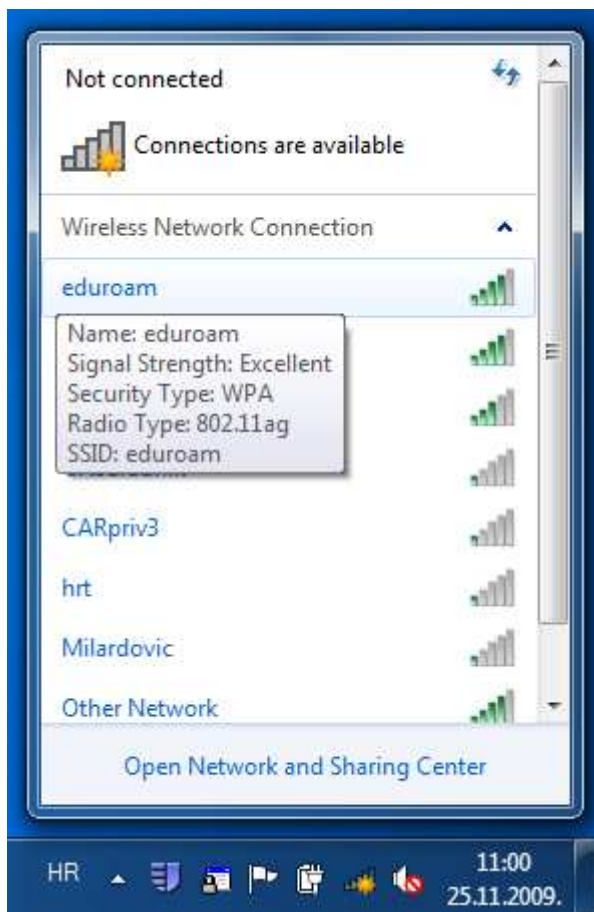 Not connected
Connections are available
Wireless Network Connection
eduroam
Name: eduroam
Signal Strength: Excellent
Security Type: WPA
Radio Type: 802.11ag
SSID: eduroam
CARpriv3
hrt
Milardovic
Other Network
Open Network and Sharing Center
HR
11:00
25.11.2009.